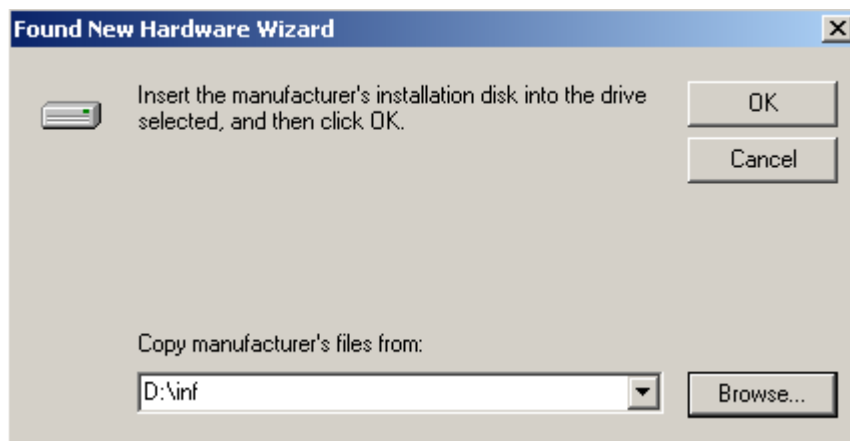 Found New Hardware Wizard
Insert the manufacturer's installation disk into the drive
selected, and then click OK.
OK
Cancel
Copy manufacturer's files from:
D:\inf
Browse...